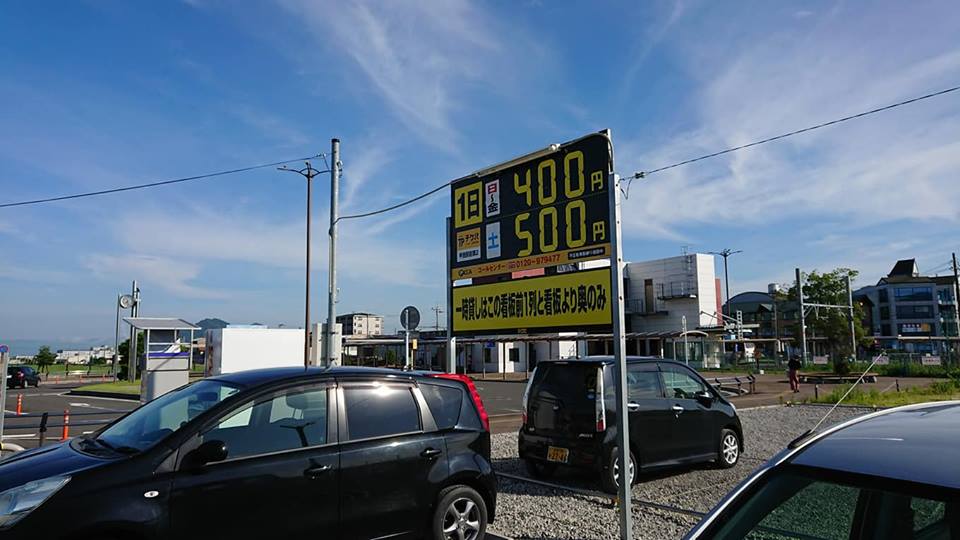 1日
日~金
400円
土
500円
コールセンター 0120-979477
一時貸しはこの看板前1列と看板より奥のみ